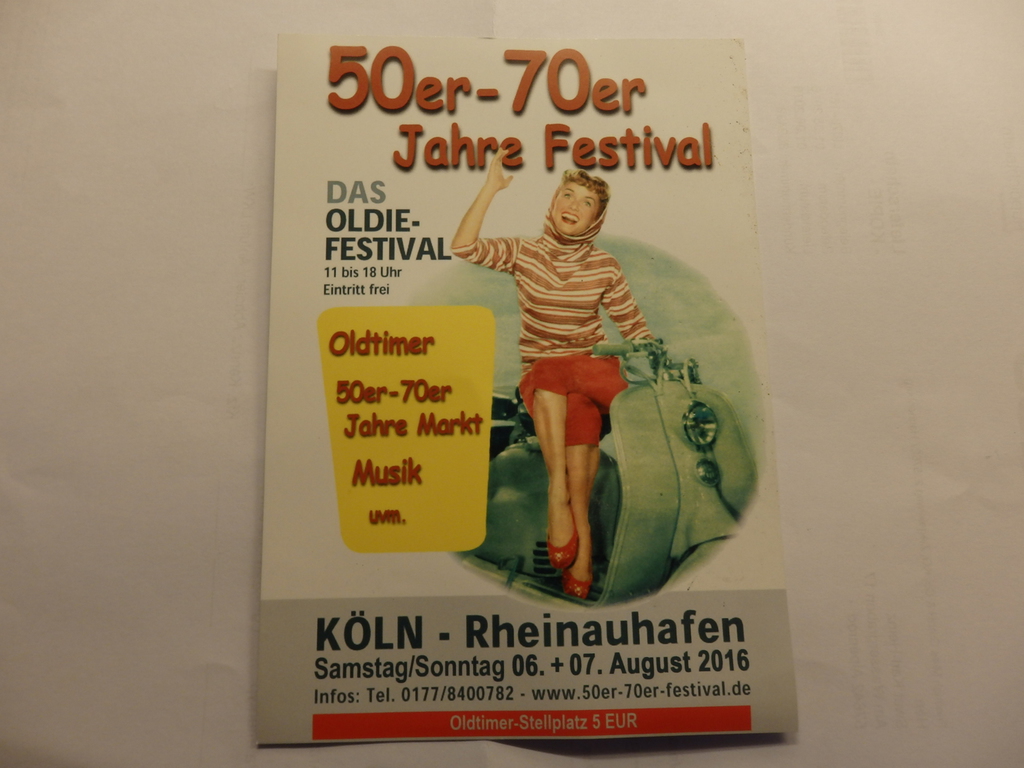 50er-70er
Jahre Festival
DAS
OLDIE-
FESTIVAL
11 bis 18 Uhr
Eintritt frei
Oldtimer
50er-70er
Jahre Markt
Musik
uvm.
KÖLN - Rheinauhafen
Samstag/Sonntag 06. + 07. August 2016
Infos: Tel. 0177/8400782 - www.50er-70er-festival.de
Oldtimer-Stellplatz 5 EUR